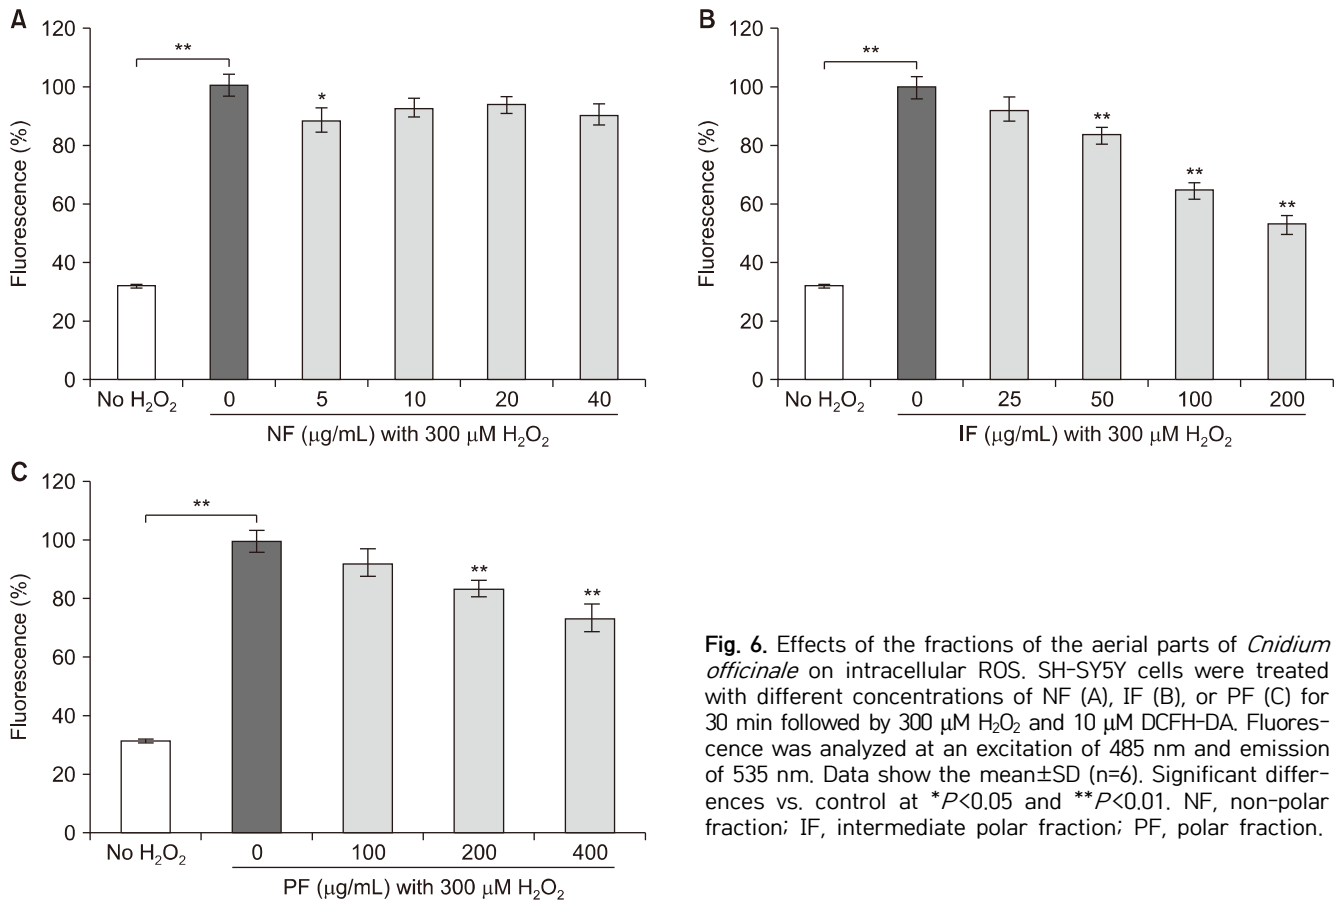 A
120
100
80
60
40
20
0
Fluorescence (%)
**
*
No H₂O₂ 0 5 10 20 40
NF (μg/mL) with 300 μM H₂O₂
B
120
100
80
60
40
20
0
Fluorescence (%)
**
**
**
**
No H₂O₂ 0 25 50 100 200
IF (μg/mL) with 300 μM H₂O₂
C
120
100
80
60
40
20
0
Fluorescence (%)
**
**
**
No H₂O₂ 0 100 200 400
PF (μg/mL) with 300 μM H₂O₂
Fig. 6. Effects of the fractions of the aerial parts of Cnidium
officinale on intracellular ROS. SH-SY5Y cells were treated
with different concentrations of NF (A), IF (B), or PF (C) for
30 min followed by 300 μM H₂O₂ and 10 μM DCFH-DA. Fluores-
cence was analyzed at an excitation of 485 nm and emission
of 535 nm. Data show the mean±SD (n=6). Significant differ-
ences vs. control at *P<0.05 and **P<0.01. NF, non-polar
fraction; IF, intermediate polar fraction; PF, polar fraction.